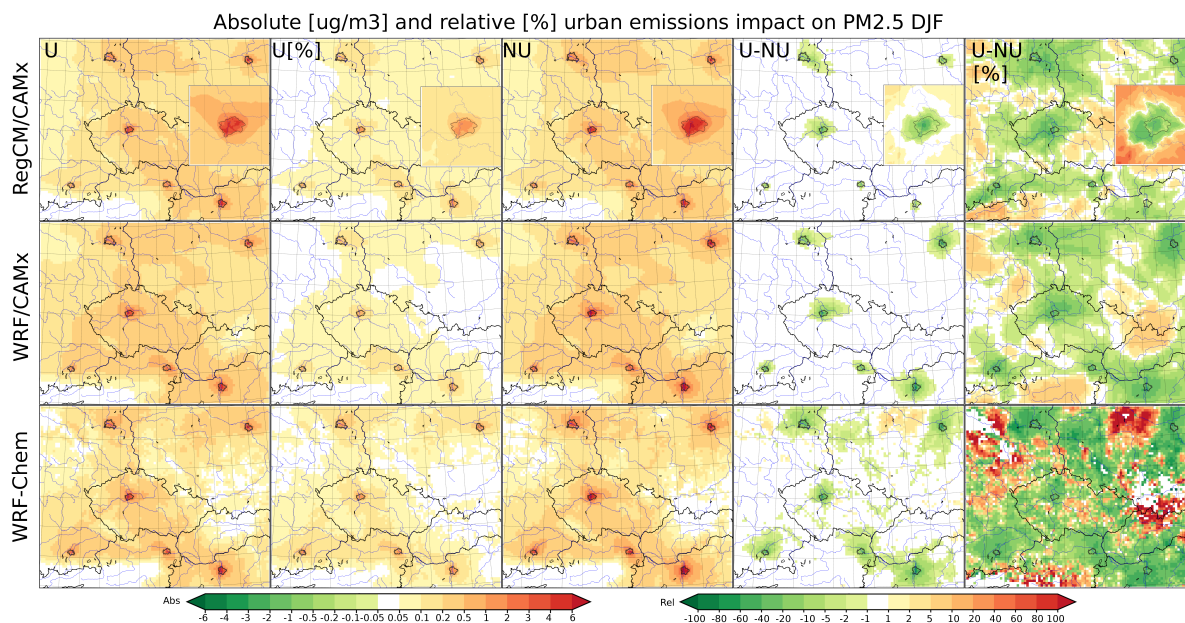 Absolute [ug/m3] and relative [%] urban emissions impact on PM2.5 DJF
U
U[%]
NU
U-NU
U-NU
[%]
RegCM/CAMx
WRF/CAMx
WRF-Chem
Abs
-6 -4 -3 -2 -1 -0.5 -0.2 -0.1 -0.05 0.05 0.1 0.2 0.5 1 2 3 4 6
Rel
-100 -80 -60 -40 -20 -10 -5 -2 -1 1 2 5 10 20 40 60 80 100